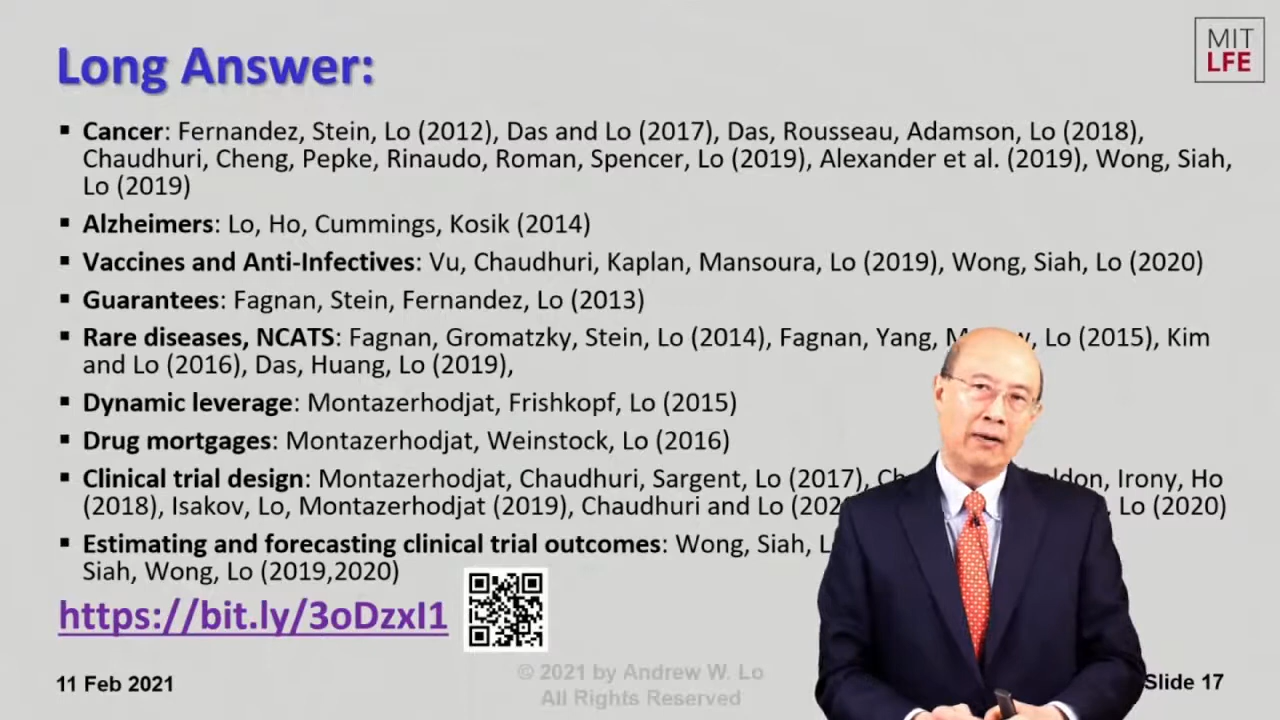 MIT
LFE
Long Answer:
▪ Cancer: Fernandez, Stein, Lo (2012), Das and Lo (2017), Das, Rousseau, Adamson, Lo (2018),
Chaudhuri, Cheng, Pepke, Rinaudo, Roman, Spencer, Lo (2019), Alexander et al. (2019), Wong, Siah,
Lo (2019)
▪ Alzheimers: Lo, Ho, Cummings, Kosik (2014)
▪ Vaccines and Anti-Infectives: Vu, Chaudhuri, Kaplan, Mansoura, Lo (2019), Wong, Siah, Lo (2020)
▪ Guarantees: Fagnan, Stein, Fernandez, Lo (2013)
▪ Rare diseases, NCATS: Fagnan, Gromatzky, Stein, Lo (2014), Fagnan, Yang, Lo (2015), Kim
and Lo (2016), Das, Huang, Lo (2019),
▪ Dynamic leverage: Montazerhodjat, Frishkopf, Lo (2015)
▪ Drug mortgages: Montazerhodjat, Weinstock, Lo (2016)
▪ Clinical trial design: Montazerhodjat, Chaudhuri, Sargent, Lo (2017), Irony, Ho
(2018), Isakov, Lo, Montazerhodjat (2019), Chaudhuri and Lo Lo (2020)
▪ Estimating and forecasting clinical trial outcomes: Wong, Siah,
Siah, Wong, Lo (2019,2020)
https://bit.ly/3oDzxI1
11 Feb 2021
© 2021 by Andrew W. Lo
All Rights Reserved
Slide 17